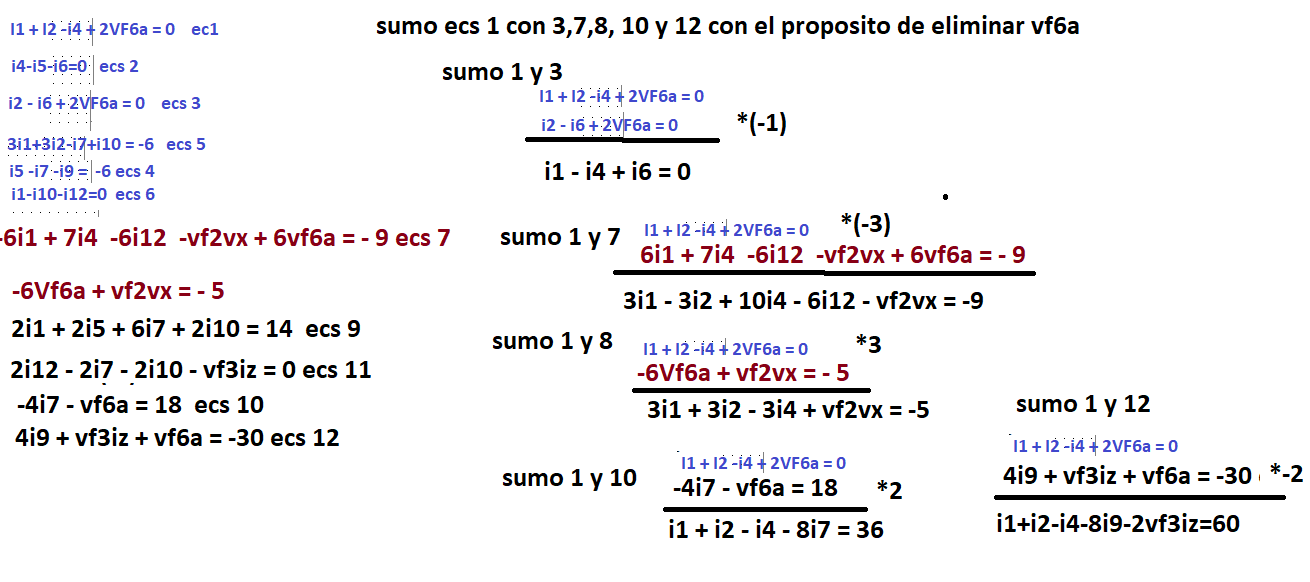 sumo ecs 1 con 3,7,8, 10 y 12 con el proposito de eliminar vf6a
I1 + I2 -i4 + 2VF6a = 0 ec1
i4-i5-i6=0 ecs 2
i2 - i6 + 2VF6a = 0 ecs 3
3i1+3i2-i7+i10 = -6 ecs 5
i5 -i7 -i9 = -6 ecs 4
i1-i10-i12=0 ecs 6
-6i1 + 7i4 -6i12 -vf2vx + 6vf6a = - 9 ecs 7
-6Vf6a + vf2vx = - 5
2i1 + 2i5 + 6i7 + 2i10 = 14 ecs 9
2i12 - 2i7 - 2i10 - vf3iz = 0 ecs 11
-4i7 - vf6a = 18 ecs 10
4i9 + vf3iz + vf6a = -30 ecs 12
sumo 1 y 3
I1 + I2 -i4 + 2VF6a = 0
i2 - i6 + 2VF6a = 0 *(-1)
i1 - i4 + i6 = 0
sumo 1 y 7
I1 + I2 -i4 + 2VF6a = 0 *(-3)
6i1 + 7i4 -6i12 -vf2vx + 6vf6a = - 9
3i1 - 3i2 + 10i4 - 6i12 - vf2vx = -9
sumo 1 y 8
I1 + I2 -i4 + 2VF6a = 0 *3
-6Vf6a + vf2vx = - 5
3i1 + 3i2 - 3i4 + vf2vx = -5
sumo 1 y 10
I1 + I2 -i4 + 2VF6a = 0
-4i7 - vf6a = 18 *2
i1 + i2 - i4 - 8i7 = 36
sumo 1 y 12
I1 + I2 -i4 + 2VF6a = 0
4i9 + vf3iz + vf6a = -30 *-2
i1+i2-i4-8i9-2vf3iz=60